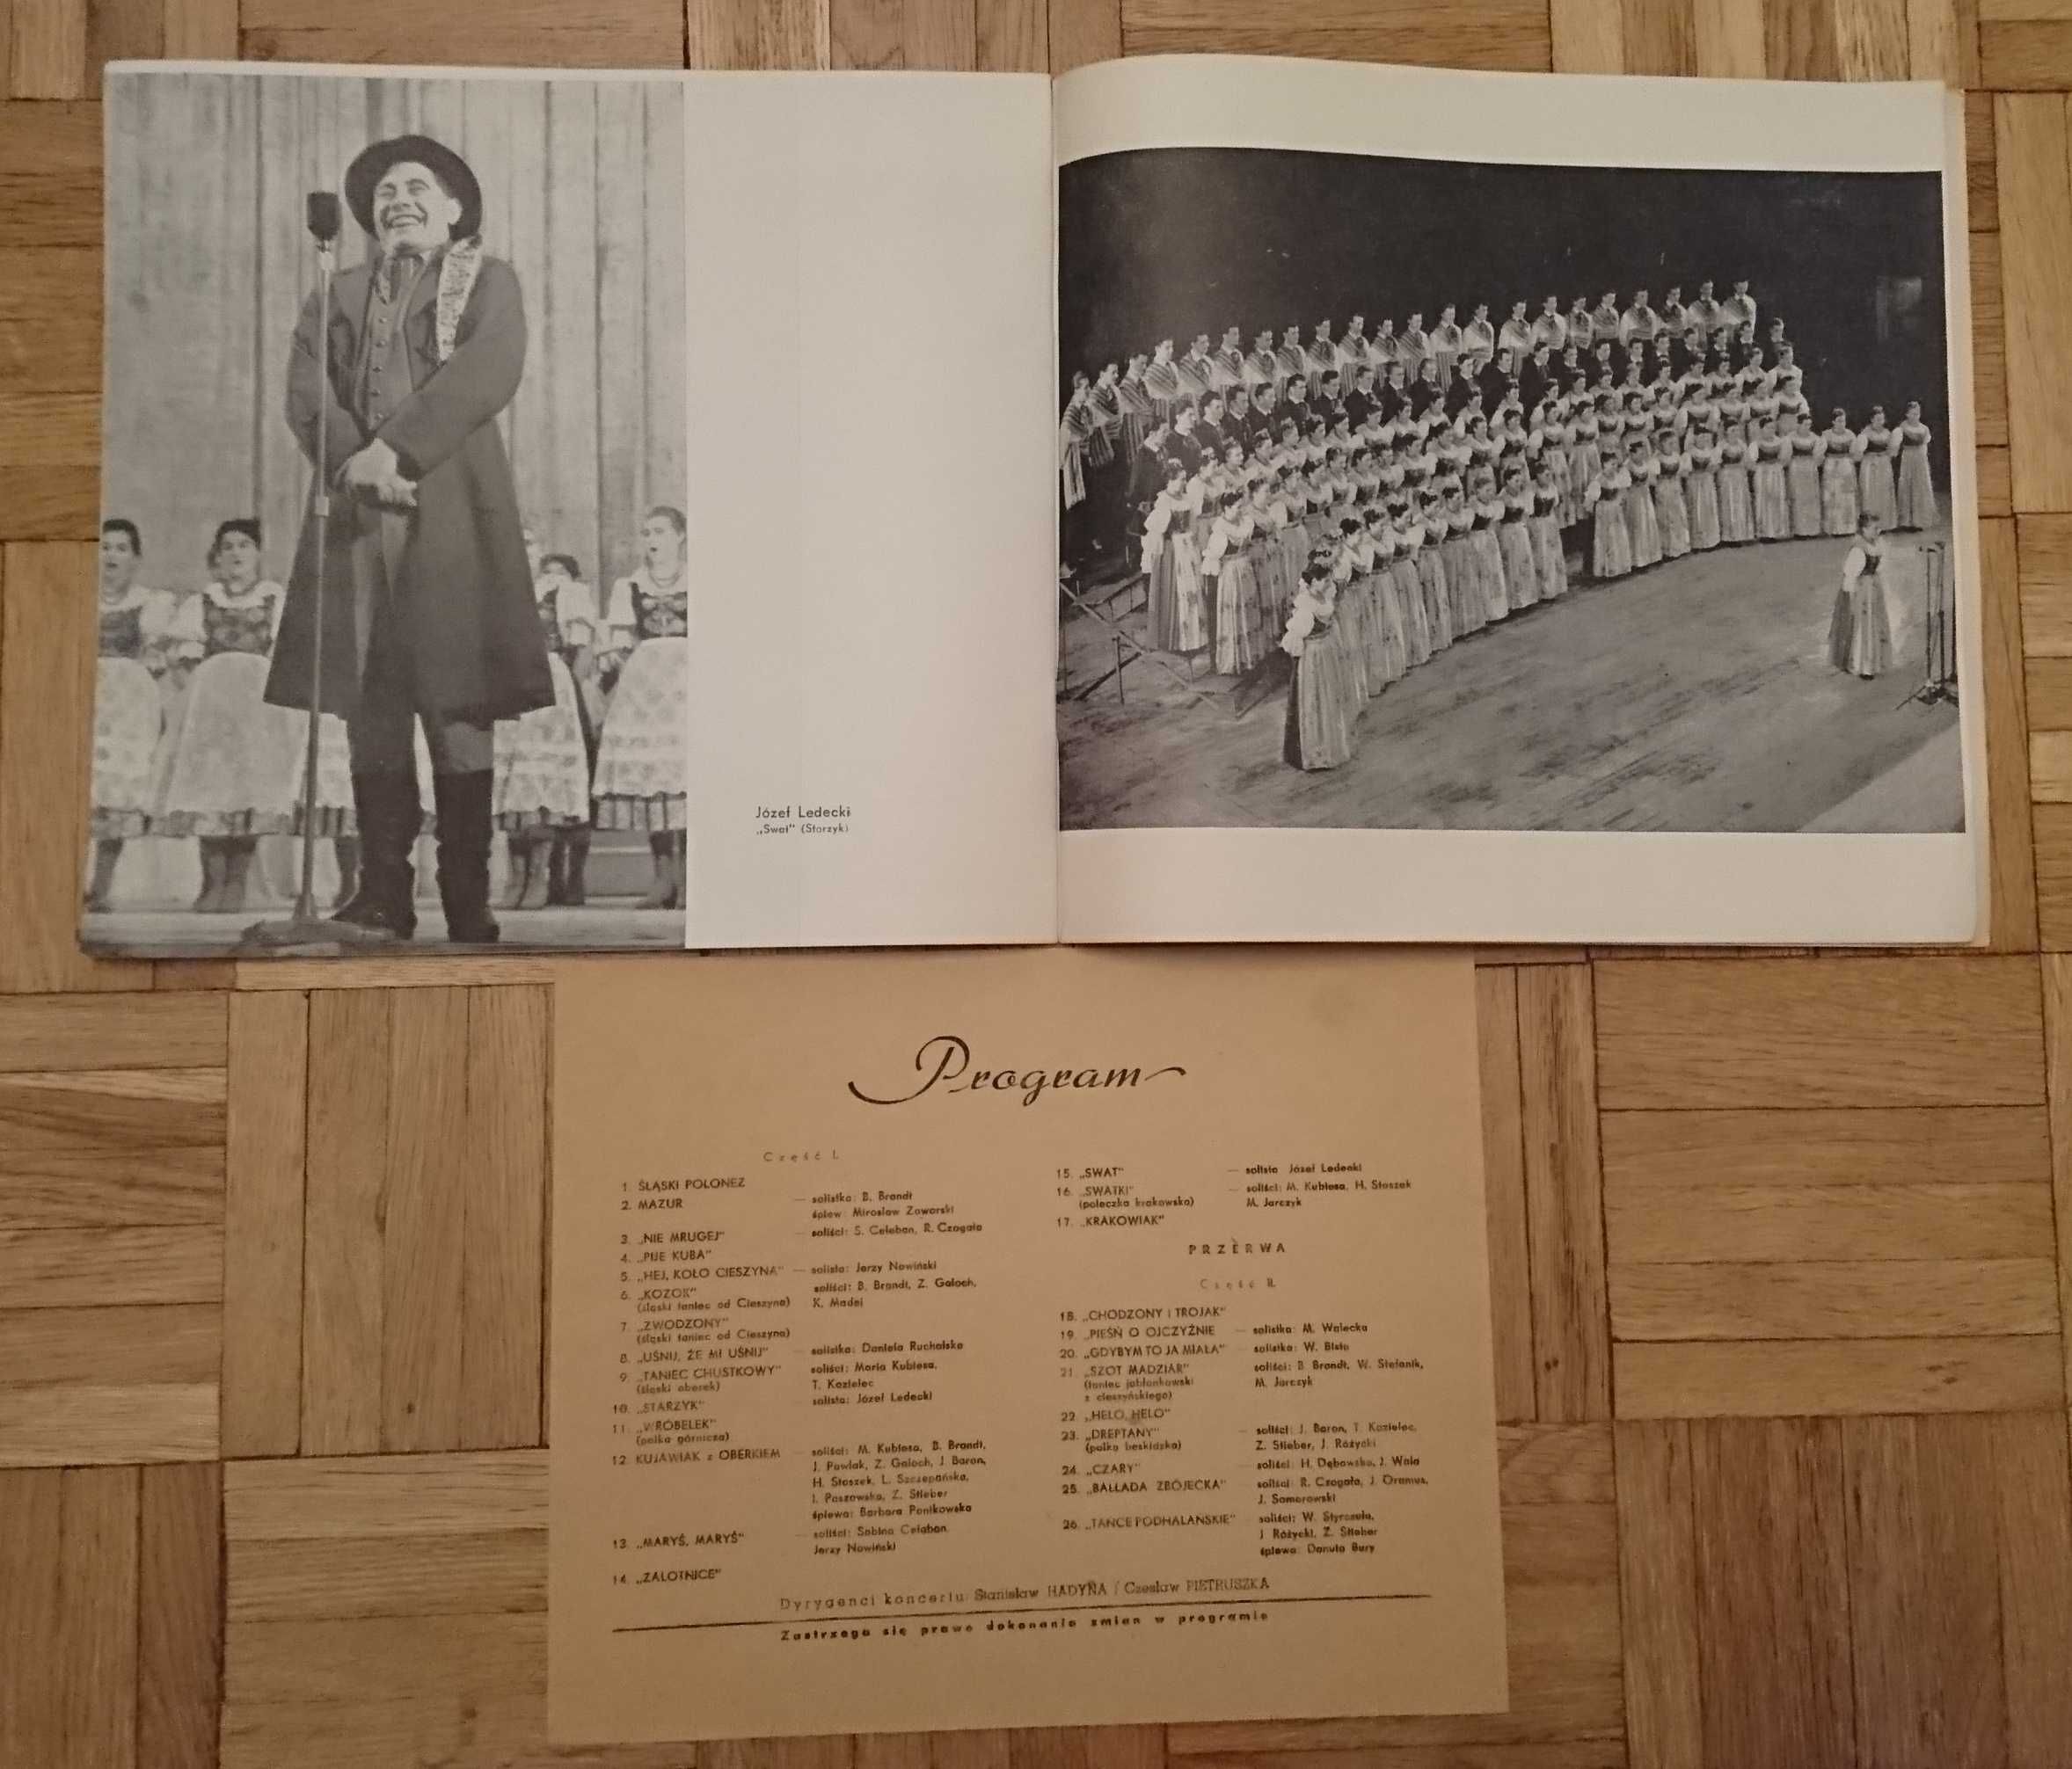 Józef Ledecki
„Swat" (Starzyk)
Program
Część I.
1. ŚLĄSKI POLONEZ
2. MAZUR — solistka: B. Brandt
śpiew: Mirosław Zaworski
3. „NIE MRUGEJ" — soliści: S. Celeban, R. Czogała
4. „PIJE KUBA"
5. „HEJ, KOŁO CIESZYNA" — solista: Jerzy Nowiński
6. „KOZOK" soliści: B. Brandt, Z. Galoch,
(śląski taniec od Cieszyna) K. Madej
7. „ZWODZONY"
(śląski taniec od Cieszyna)
8. „UŚNIJ, ŻE MI UŚNIJ" solistka: Daniela Ruchalska
9. „TANIEC CHUSTKOWY" soliści: Maria Kubiesa,
(śląski oberek) T. Kozielec
10. „STARZYK" solista: Józef Ledecki
11. „WRÓBELEK"
(polka górnicza)
12. KUJAWIAK z OBERKIEM — soliści: M. Kubiesa, B. Brandt,
J. Pawlak, Z. Galoch, J. Baron,
H. Staszek, L. Szczepańska,
I. Paszowska, Z. Stieber
śpiewa: Barbara Ponikowska
13. „MARYŚ, MARYŚ" — soliści: Sabina Celaban,
Jerzy Nowiński
14. „ZALOTNICE"
15. „SWAT" — solista Józef Ledecki
16. „SWATKI" — soliści: M. Kubiesa, H. Staszek
(poleczka krakowska) M. Jarczyk
17. „KRAKOWIAK"
PRZERWA
Część II.
18. „CHODZONY I TROJAK"
19. „PIEŚŃ O OJCZYŹNIE — solistka: M. Walecka
20. „GDYBYM TO JA MIAŁA" — solistka: W. Bista
21. „SZOT MADZIAR" soliści: B. Brandt, W. Stefanik,
(taniec jabłonkowski M. Jarczyk
z cieszyńskiego)
22. „HELO, HELO"
23. „DREPTANY" — soliści: J. Baron, T. Kozielec,
(polka beskidzka) Z. Stieber, J. Różycki
24. „CZARY" soliści: H. Dąbowska, J. Wala
25. „BALLADA ZBÓJECKA" soliści: R. Czogała, J. Oramus,
J. Samorowski
26. „TAŃCE PODHALAŃSKIE" soliści: W. Styrczula,
J. Różycki, Z. Stieber
śpiewa: Danuta Bury
Dyrygenci koncertu: Stanisław HADYNA / Czesław PIETRUSZKA
Zastrzega się prawo dokonania zmian w programie